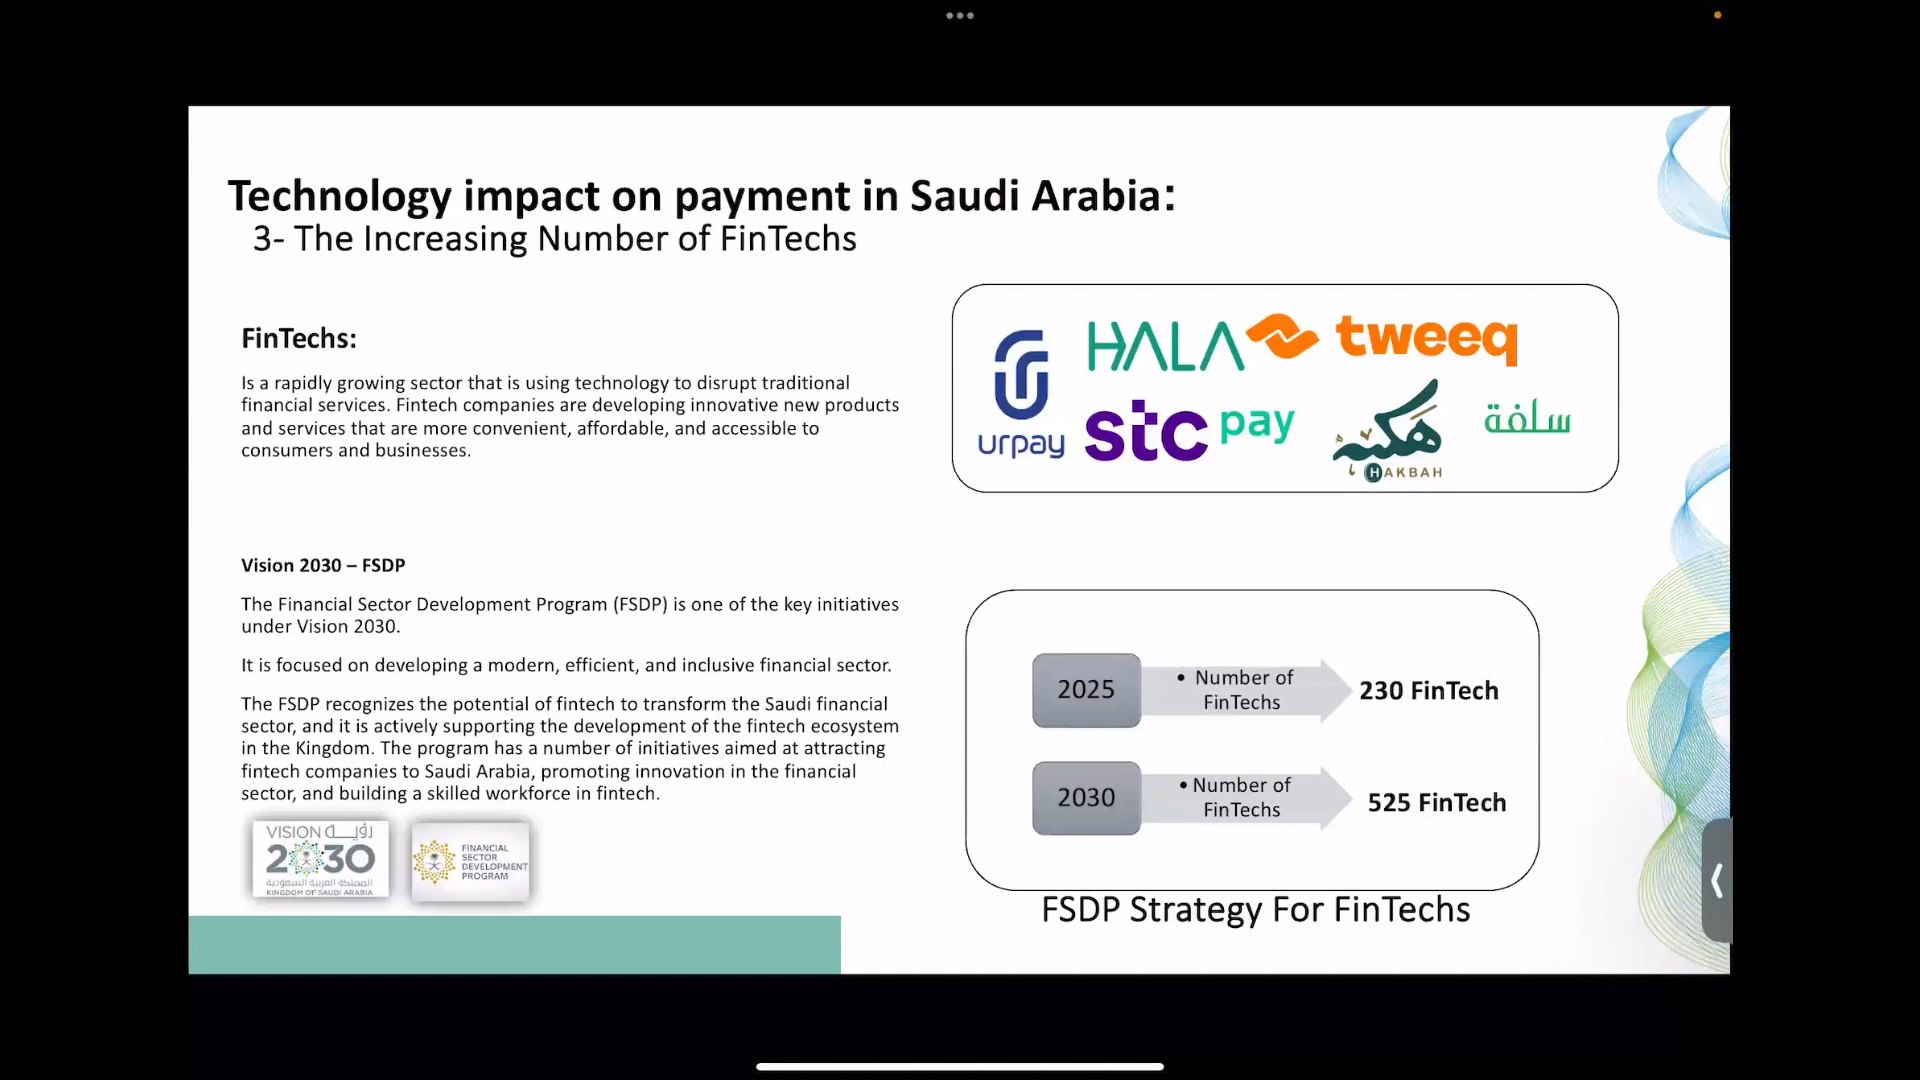 Technology impact on payment in Saudi Arabia:
3- The Increasing Number of FinTechs
FinTechs:
Is a rapidly growing sector that is using technology to disrupt traditional
financial services. Fintech companies are developing innovative new products
and services that are more convenient, affordable, and accessible to
consumers and businesses.
Vision 2030 – FSDP
The Financial Sector Development Program (FSDP) is one of the key initiatives
under Vision 2030.
It is focused on developing a modern, efficient, and inclusive financial sector.
The FSDP recognizes the potential of fintech to transform the Saudi financial
sector, and it is actively supporting the development of the fintech ecosystem
in the Kingdom. The program has a number of initiatives aimed at attracting
fintech companies to Saudi Arabia, promoting innovation in the financial
sector, and building a skilled workforce in fintech.
VISION رؤيـــة
2030
المملكة العربية السعودية
KINGDOM OF SAUDI ARABIA
FINANCIAL
SECTOR
DEVELOPMENT
PROGRAM
urpay
HALA
tweeq
stc pay
هكبة
HAKBAH
سلفة
2025
• Number of
FinTechs
230 FinTech
2030
• Number of
FinTechs
525 FinTech
FSDP Strategy For FinTechs